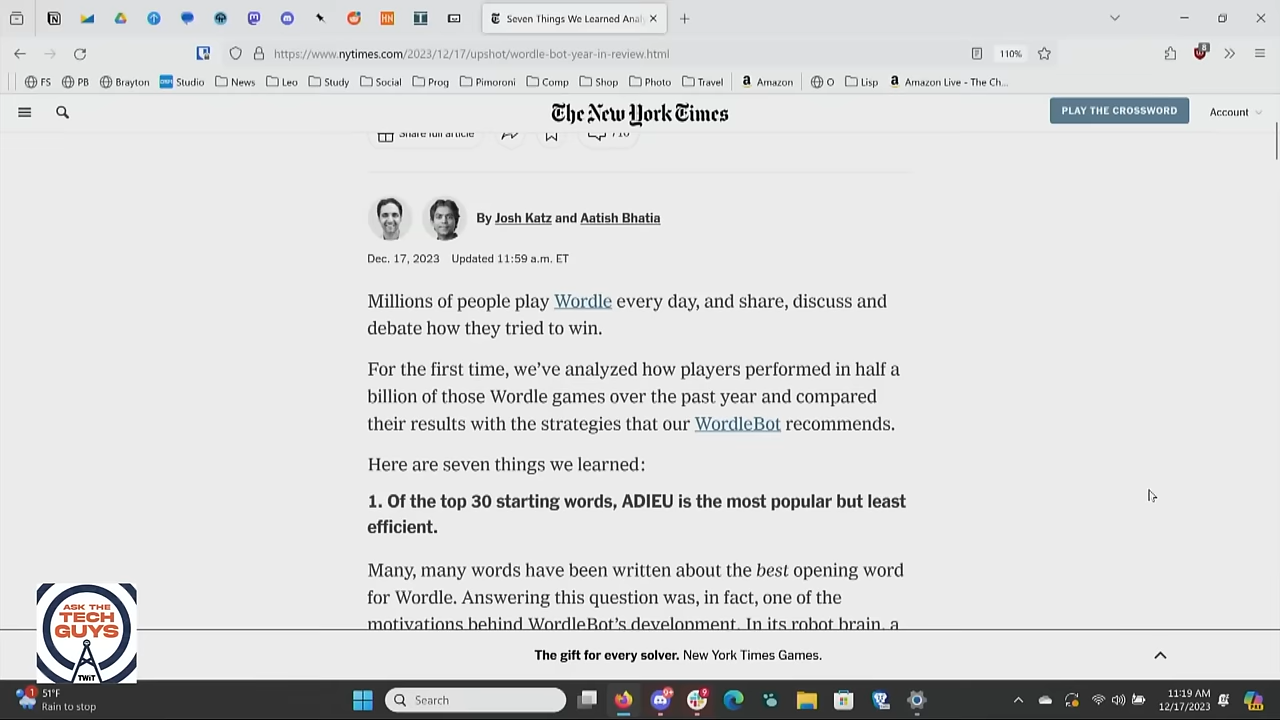 Seven Things We Learned Anal
https://www.nytimes.com/2023/12/17/upshot/wordle-bot-year-in-review.html
110%
FS PB Brayton Studio News Leo Study Social Prog Pimoroni Comp Shop Photo Travel Amazon O Lisp Amazon Live - The Ch...
The New York Times
PLAY THE CROSSWORD
Account
Share full article
710
By Josh Katz and Aatish Bhatia
Dec. 17, 2023 Updated 11:59 a.m. ET
Millions of people play Wordle every day, and share, discuss and
debate how they tried to win.
For the first time, we’ve analyzed how players performed in half a
billion of those Wordle games over the past year and compared
their results with the strategies that our WordleBot recommends.
Here are seven things we learned:
1. Of the top 30 starting words, ADIEU is the most popular but least
efficient.
Many, many words have been written about the best opening word
for Wordle. Answering this question was, in fact, one of the
motivations behind WordleBot’s development. In its robot brain, a
ASK THE
TECH
GUYS
TWiT
The gift for every solver. New York Times Games.
51°F
Rain to stop
Search
11:19 AM
12/17/2023